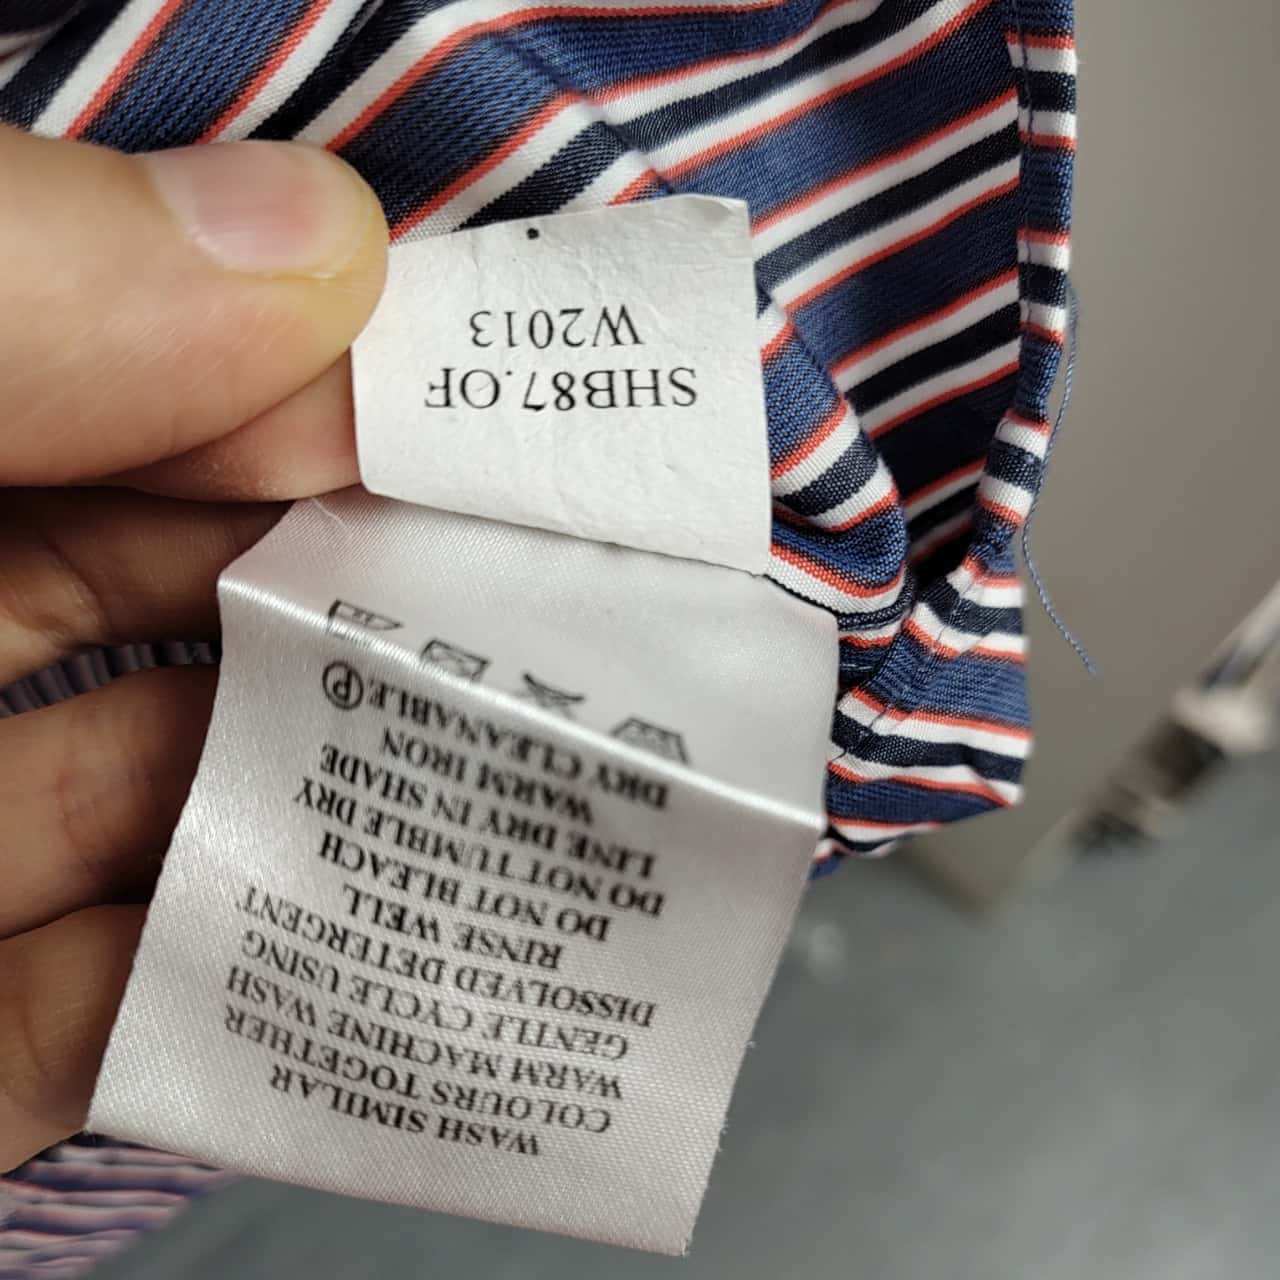 WASH SIMILAR
COLOURS TOGETHER
WARM MACHINE WASH
GENTLE CYCLE USING
DISSOLVED DETERGENT
RINSE WELL.
DO NOT BLEACH
DO NOT TUMBLE DRY
LINE DRY IN SHADE
WARM IRON
DRY CLEANABLE Ⓟ
SHB87.OF
W2013